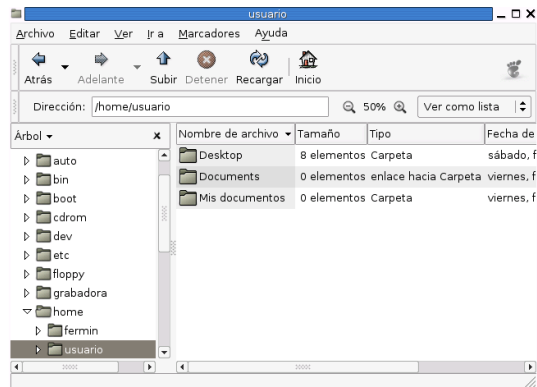 usuario
Archivo Editar Ver Ir a Marcadores Ayuda
Atrás Adelante Subir Detener Recargar Inicio
Dirección: /home/usuario 50% Ver como lista
Árbol
Nombre de archivo Tamaño Tipo Fecha de
Desktop 8 elementos Carpeta sábado, f
Documents 0 elementos enlace hacia Carpeta viernes, f
Mis documentos 0 elementos Carpeta viernes, f
auto
bin
boot
cdrom
dev
etc
floppy
grabadora
home
fermin
usuario